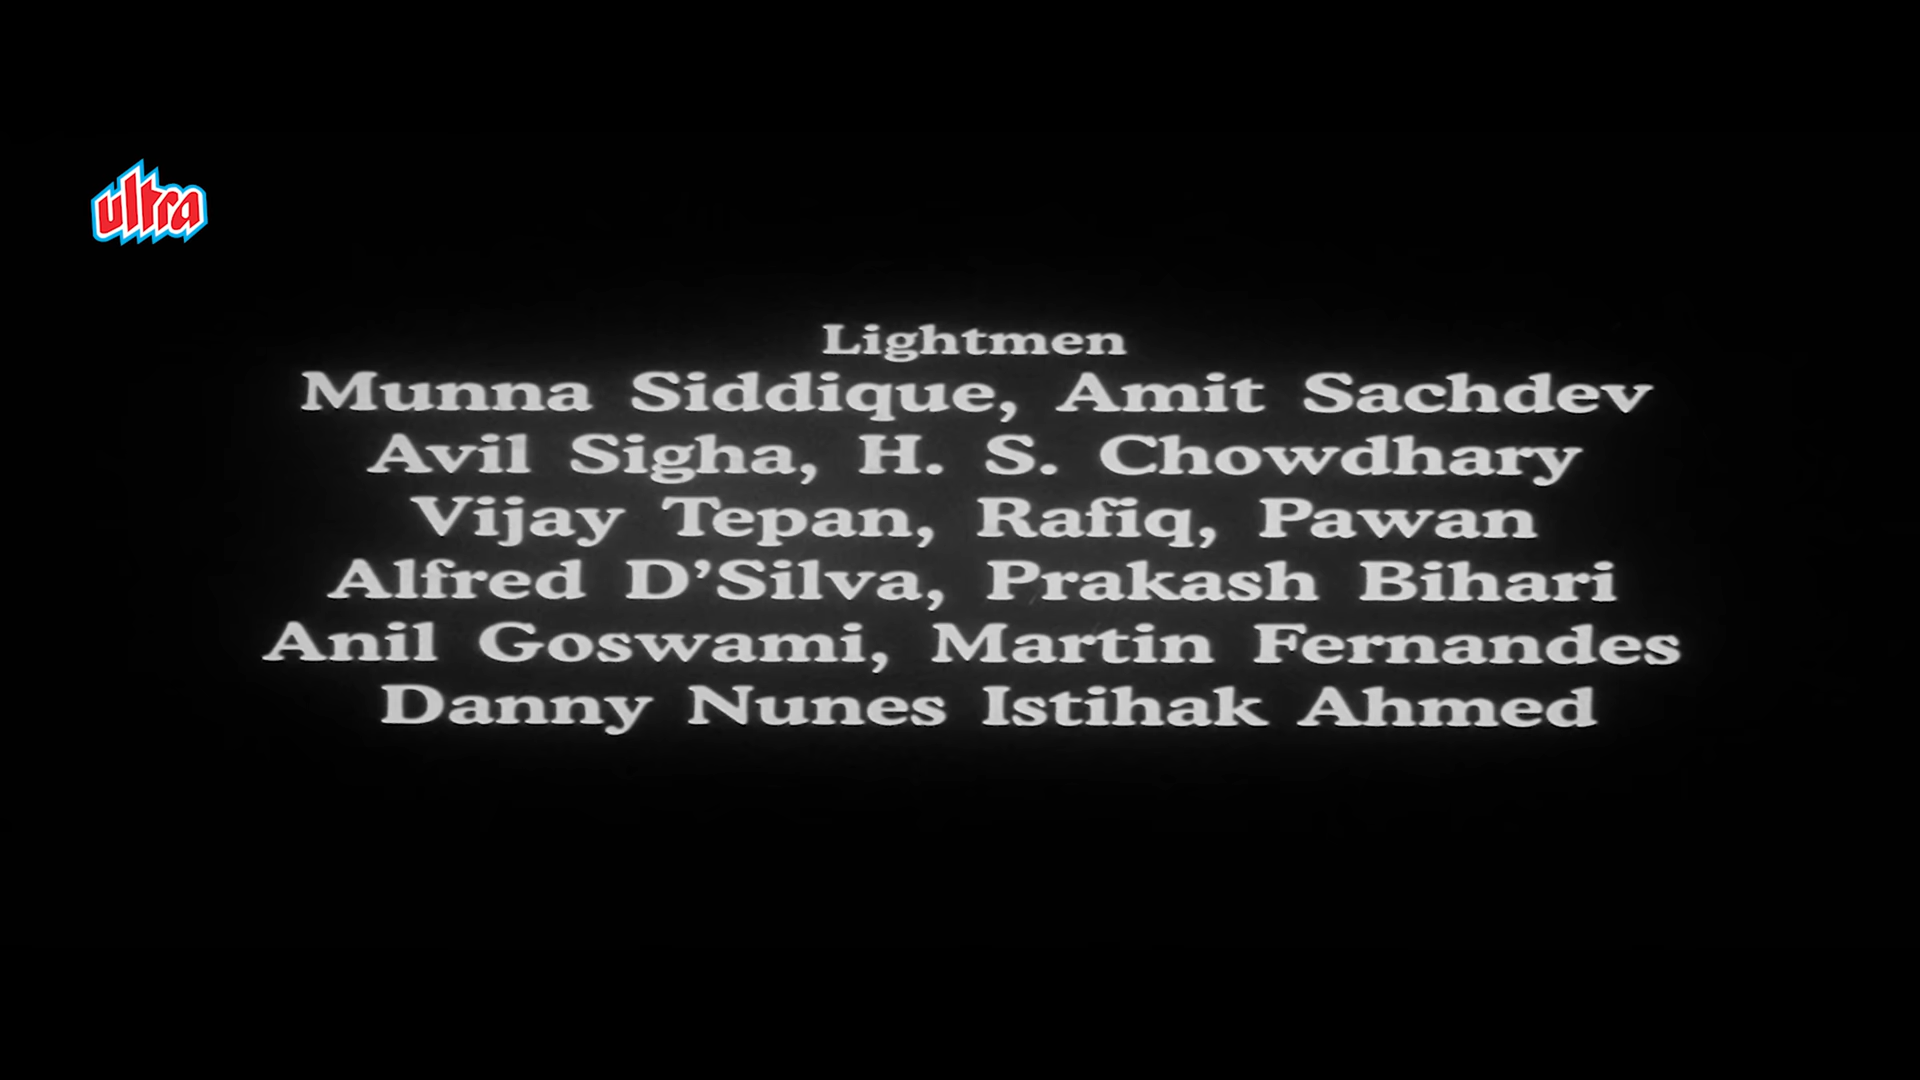 ultra
Lightmen
Munna Siddique, Amit Sachdev
Avil Sigha, H. S. Chowdhary
Vijay Tepan, Rafiq, Pawan
Alfred D’Silva, Prakash Bihari
Anil Goswami, Martin Fernandes
Danny Nunes Istihak Ahmed